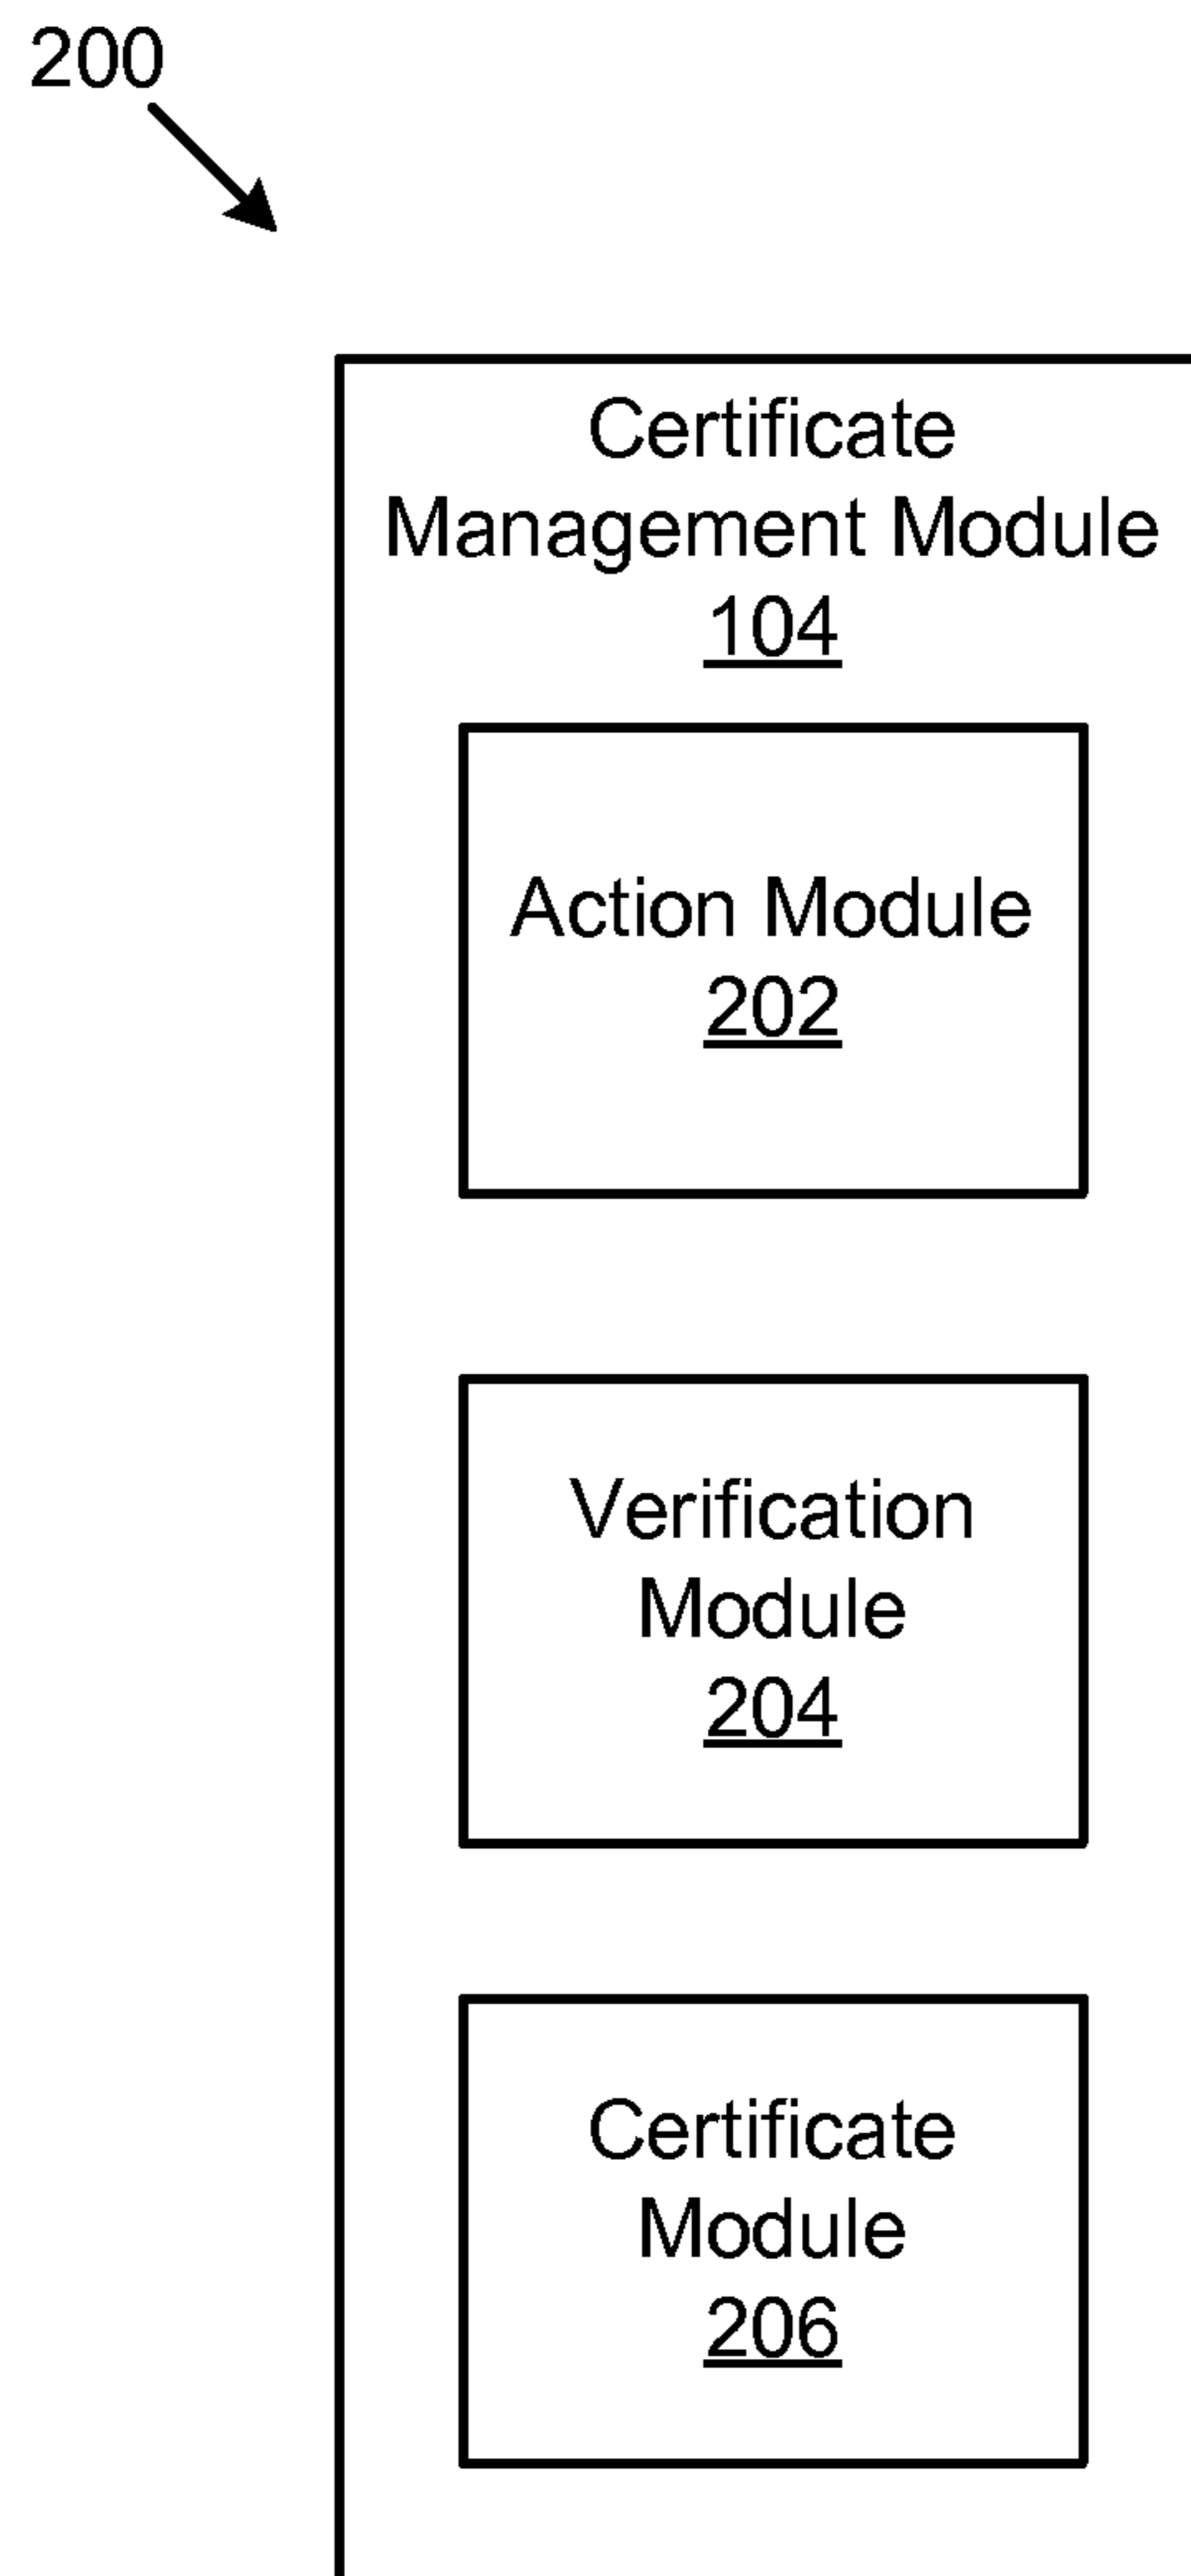 200
Certificate
Management Module
104
Action Module
202
Verification
Module
204
Certificate
Module
206